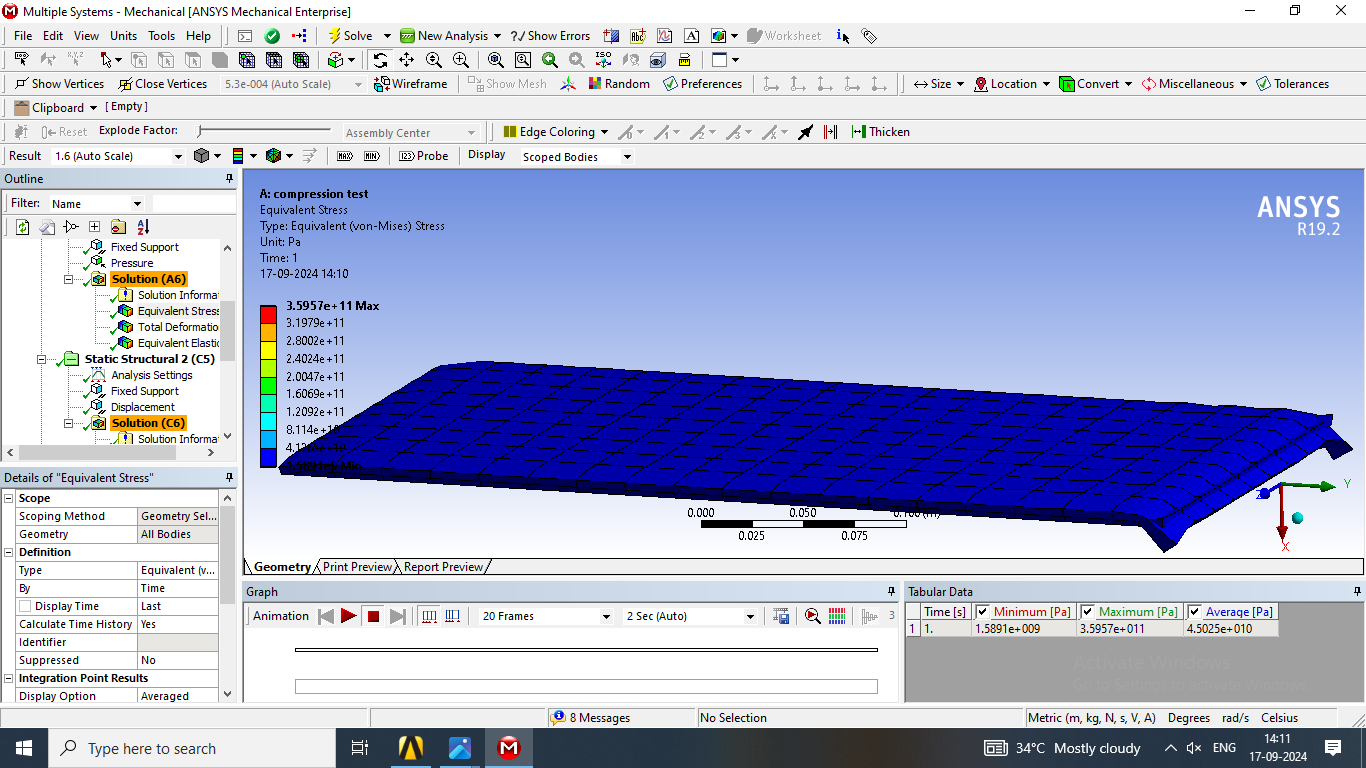 Multiple Systems - Mechanical [ANSYS Mechanical Enterprise]
File Edit View Units Tools Help Solve New Analysis ?/ Show Errors Worksheet
Show Vertices Close Vertices 5.3e-004 (Auto Scale) Wireframe Show Mesh Random Preferences Size Location Convert Miscellaneous Tolerances
Clipboard [ Empty ]
Reset Explode Factor: Assembly Center Edge Coloring Thicken
Result 1.6 (Auto Scale) MAX MIN 123 Probe Display Scoped Bodies
Outline
Filter: Name
Fixed Support
Pressure
Solution (A6)
Solution Informa
Equivalent Stress
Total Deformatio
Equivalent Elastic
Static Structural 2 (C5)
Analysis Settings
Fixed Support
Displacement
Solution (C6)
Solution Informa
Details of "Equivalent Stress"
Scope
Scoping Method Geometry Sel...
Geometry All Bodies
Definition
Type Equivalent (v...
By Time
Display Time Last
Calculate Time History Yes
Identifier
Suppressed No
Integration Point Results
Display Option Averaged
A: compression test
Equivalent Stress
Type: Equivalent (von-Mises) Stress
Unit: Pa
Time: 1
17-09-2024 14:10
ANSYS
R19.2
3.5957e+11 Max
3.1979e+11
2.8002e+11
2.4024e+11
2.0047e+11
1.6069e+11
1.2092e+11
0.000 0.050 0.100 (m)
0.025 0.075
Y
Z
X
Geometry Print Preview Report Preview
Graph
Animation 20 Frames 2 Sec (Auto) 3
Tabular Data
Time [s] Minimum [Pa] Maximum [Pa] Average [Pa]
1 1. 1.5891e+009 3.5957e+011 4.5025e+010
Activate Windows
Go to Settings to activate Windows.
8 Messages No Selection Metric (m, kg, N, s, V, A) Degrees rad/s Celsius
Type here to search 34°C Mostly cloudy ENG 14:11
17-09-2024